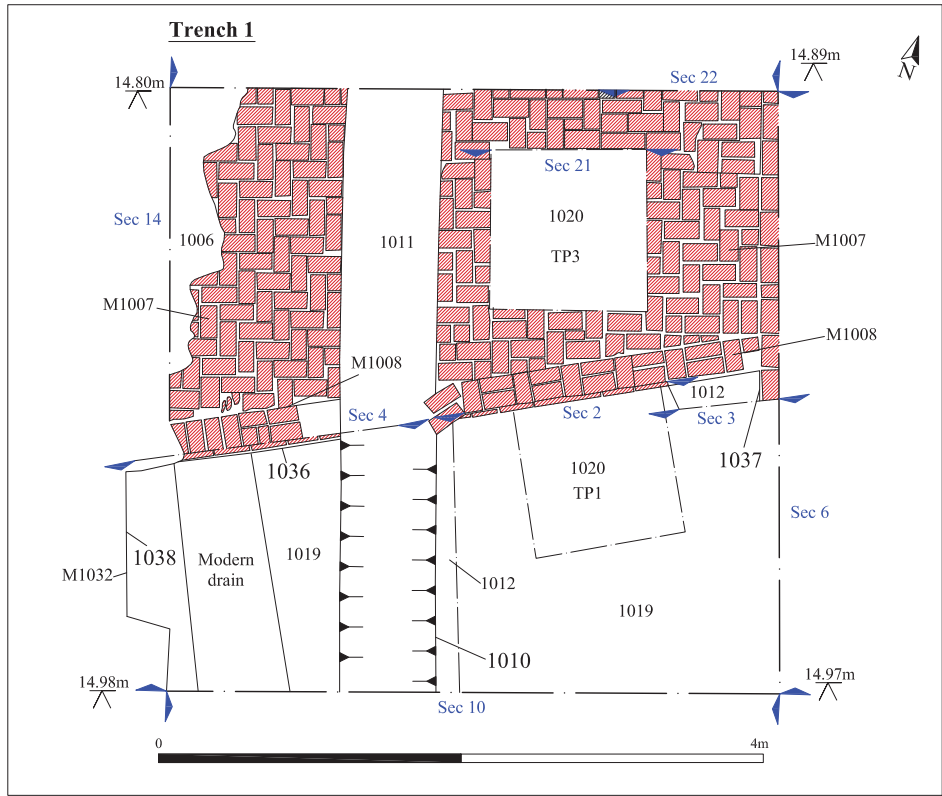 Trench 1
14.80m
Sec 22
14.89m
N
Sec 21
Sec 14
1006
1011
1020
TP3
M1007
M1007
M1008
M1008
1012
Sec 4
Sec 2
Sec 3
1036
1020
TP1
1037
Sec 6
1038
Modern
drain
1019
M1032
1012
1019
1010
14.98m
14.97m
Sec 10
0
4m